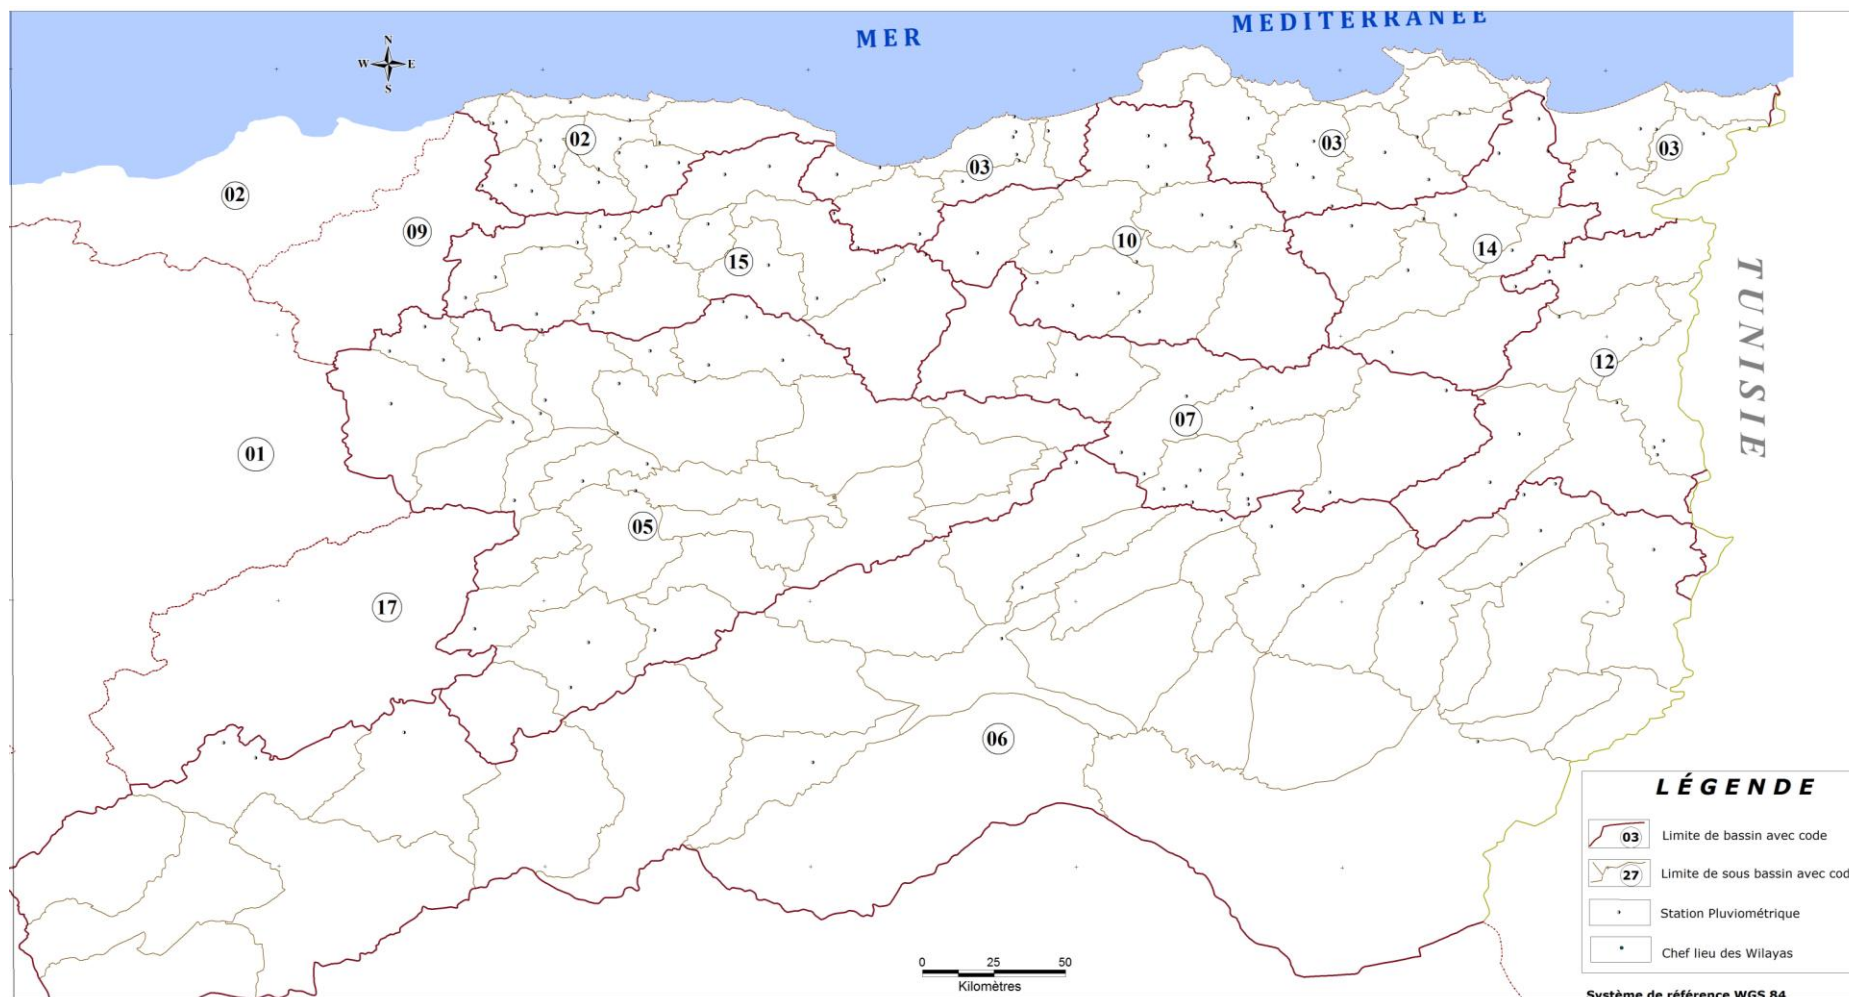 MER
MEDITERRANEE
N
W E
S
02
03
03
03
02
09
10
14
15
12
07
01
05
17
06
TUNISIE
LÉGENDE
03 Limite de bassin avec code
27 Limite de sous bassin avec cod
Station Pluviométrique
Chef lieu des Wilayas
0 25 50
Kilomètres
Système de référence WGS 84